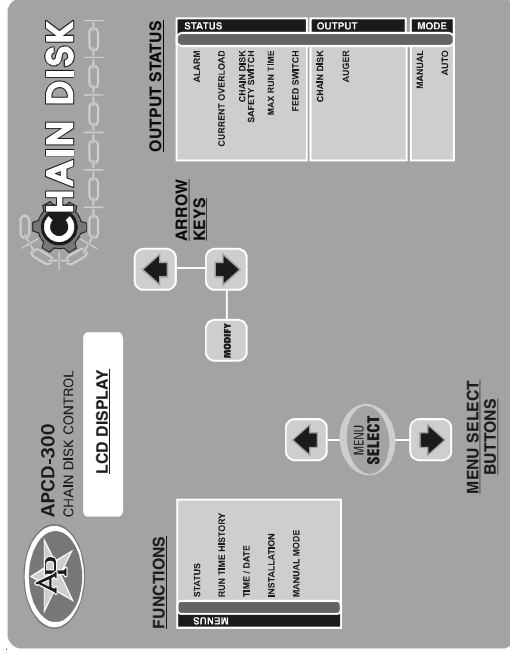 AP
APCD-300
CHAIN DISK CONTROL
CHAIN DISK
LCD DISPLAY
FUNCTIONS
MENUS
STATUS
RUN TIME HISTORY
TIME / DATE
INSTALLATION
MANUAL MODE
MENU
SELECT
MENU SELECT
BUTTONS
MODIFY
ARROW
KEYS
OUTPUT STATUS
STATUS
ALARM
CURRENT OVERLOAD
CHAIN DISK
SAFETY SWITCH
MAX RUN TIME
FEED SWITCH
OUTPUT
CHAIN DISK
AUGER
MODE
MANUAL
AUTO